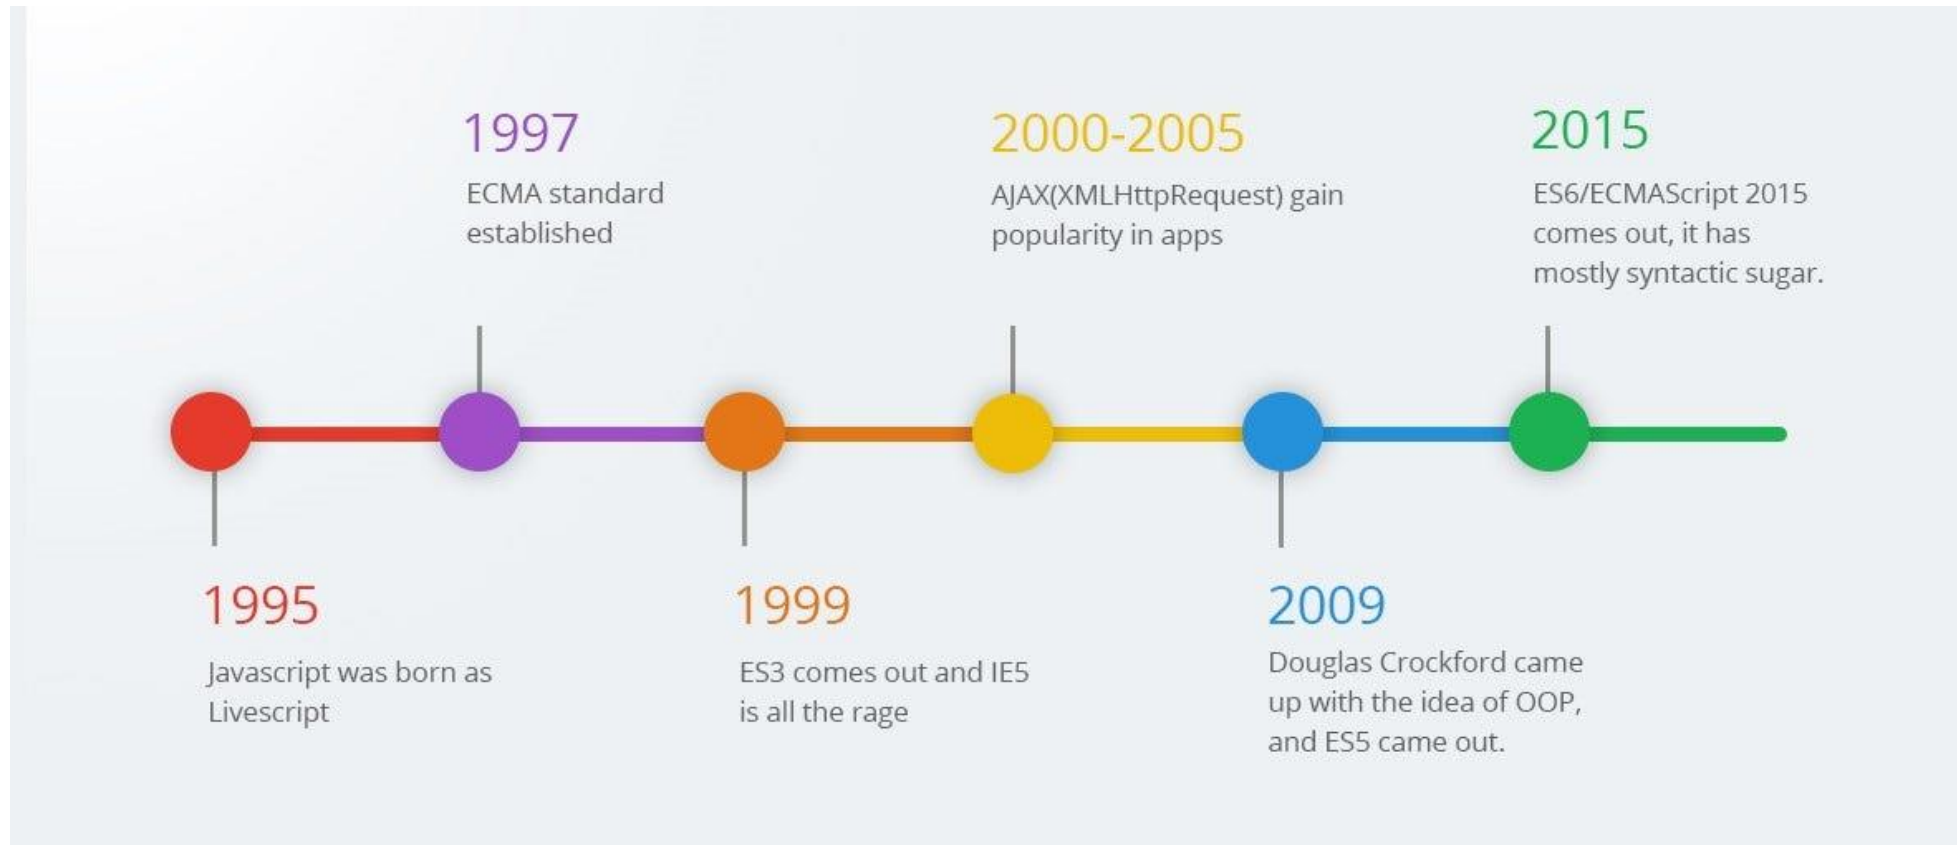 1997
ECMA standard
established
2000-2005
AJAX(XMLHttpRequest) gain
popularity in apps
2015
ES6/ECMAScript 2015
comes out, it has
mostly syntactic sugar.
1995
Javascript was born as
Livescript
1999
ES3 comes out and IE5
is all the rage
2009
Douglas Crockford came
up with the idea of OOP,
and ES5 came out.